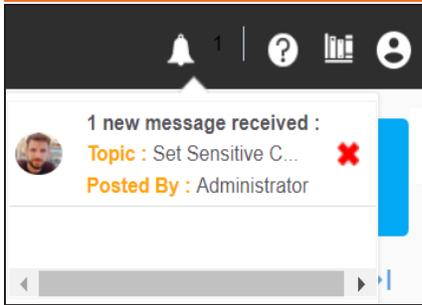 1
1 new message received :
Topic : Set Sensitive C...
Posted By : Administrator